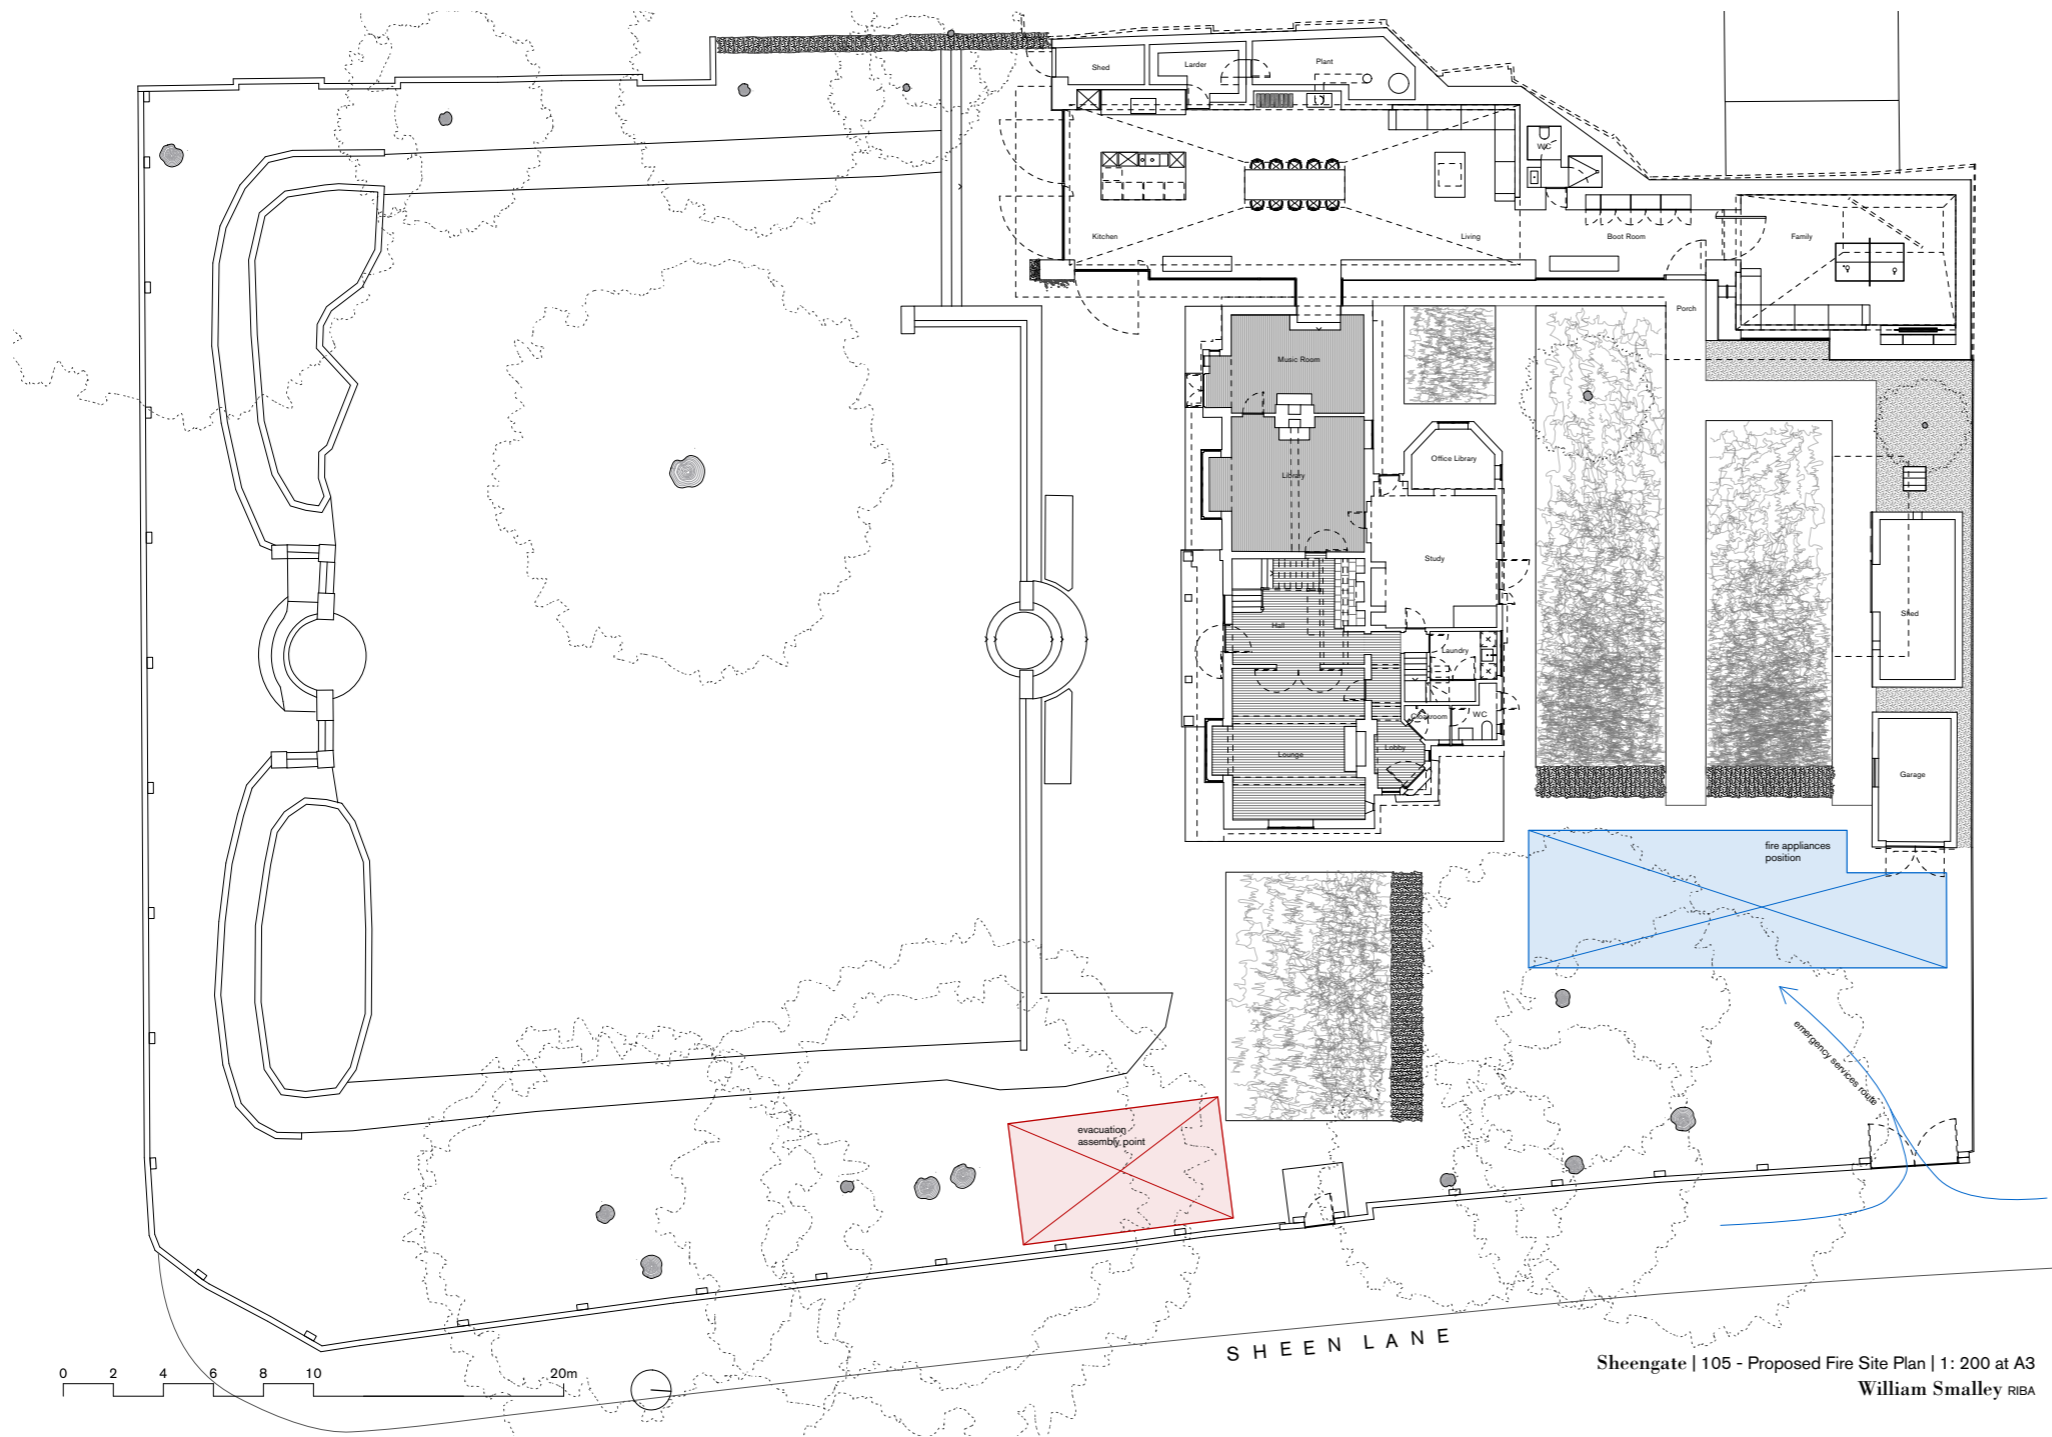 Shed
Larder
Plant
WC
Kitchen
Living
Boot Room
Family
Porch
Music Room
Office Library
Library
Study
Shed
Hall
Laundry
Cloakroom
WC
Lounge
Lobby
Garage
fire appliances
position
emergency services route
evacuation
assembly point
SHEEN LANE
0 2 4 6 8 10 20m
Sheengate | 105 - Proposed Fire Site Plan | 1: 200 at A3
William Smalley RIBA